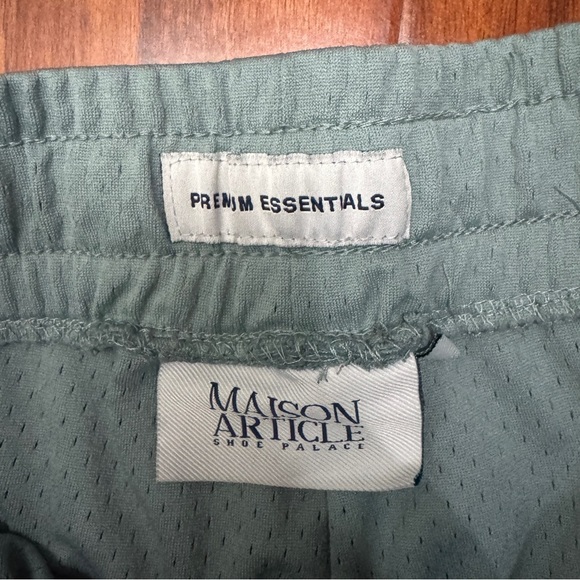 PREMIUM ESSENTIALS
MAISON
ARTICLE
SHOE PALACE